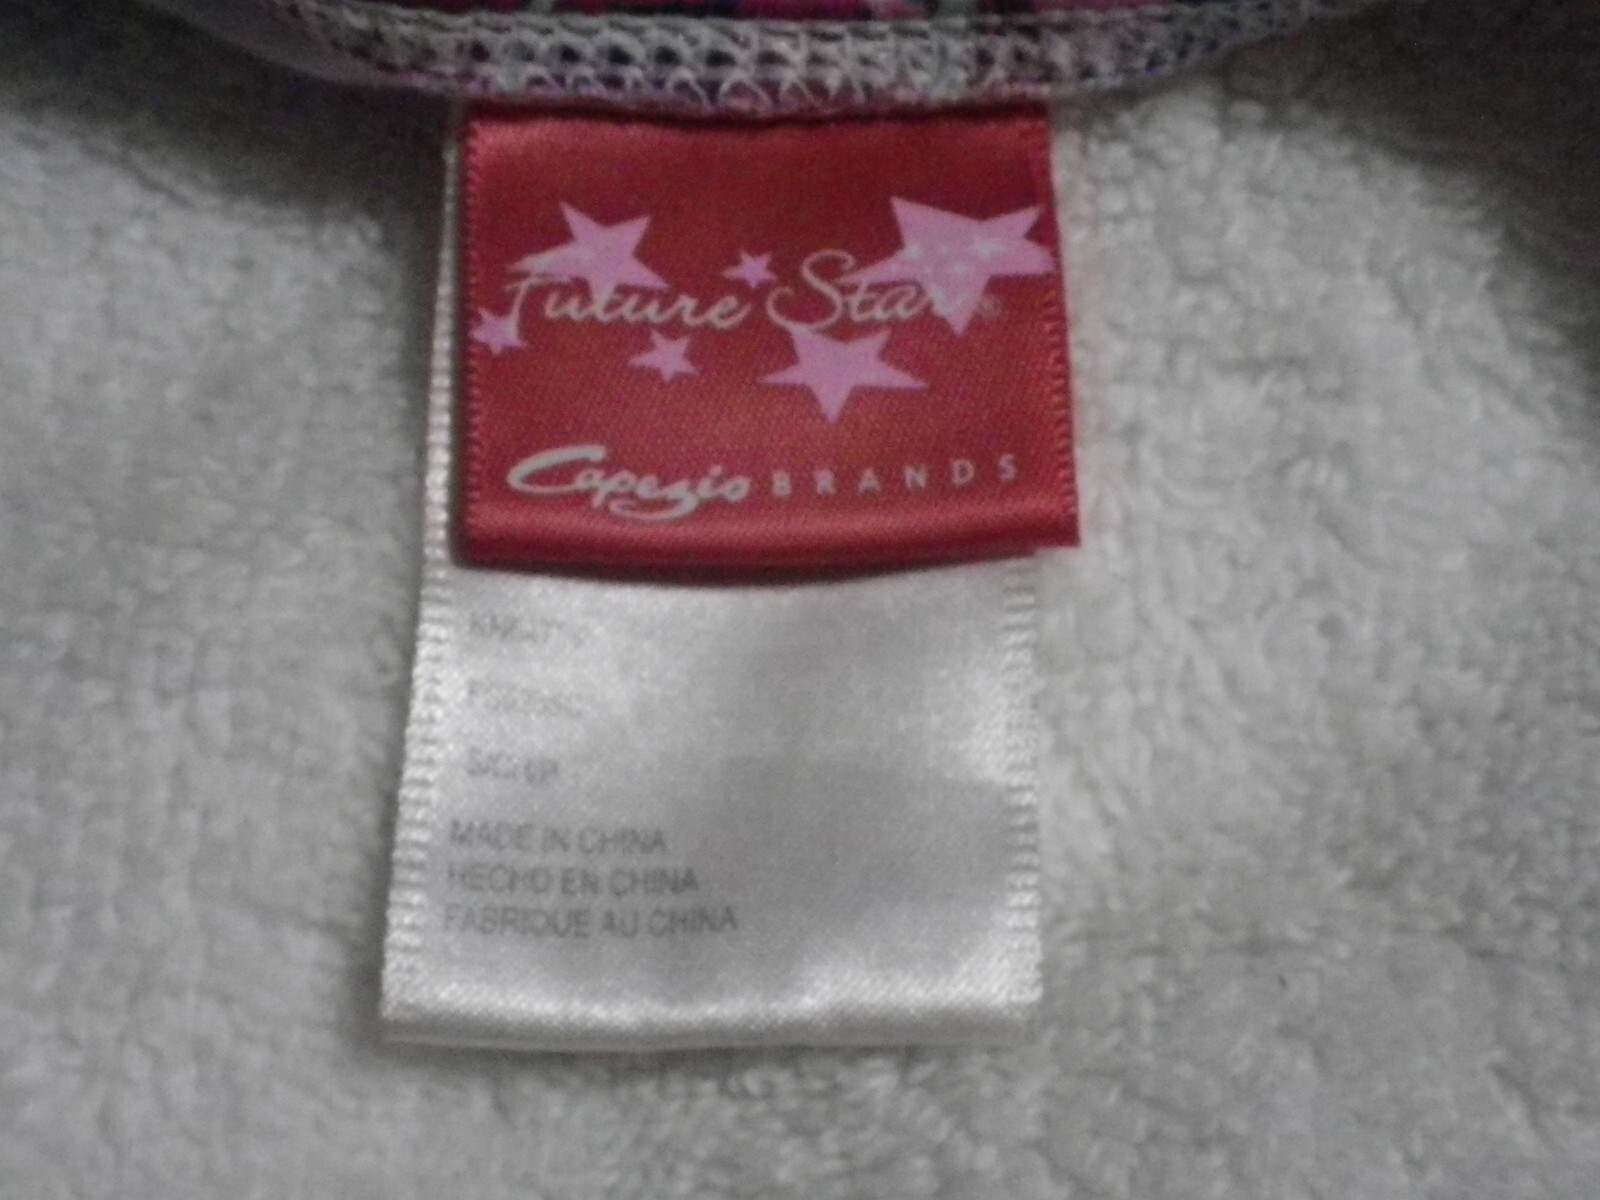 Future Star®
Capezio BRANDS
MADE IN CHINA
HECHO EN CHINA
FABRIQUE AU CHINA